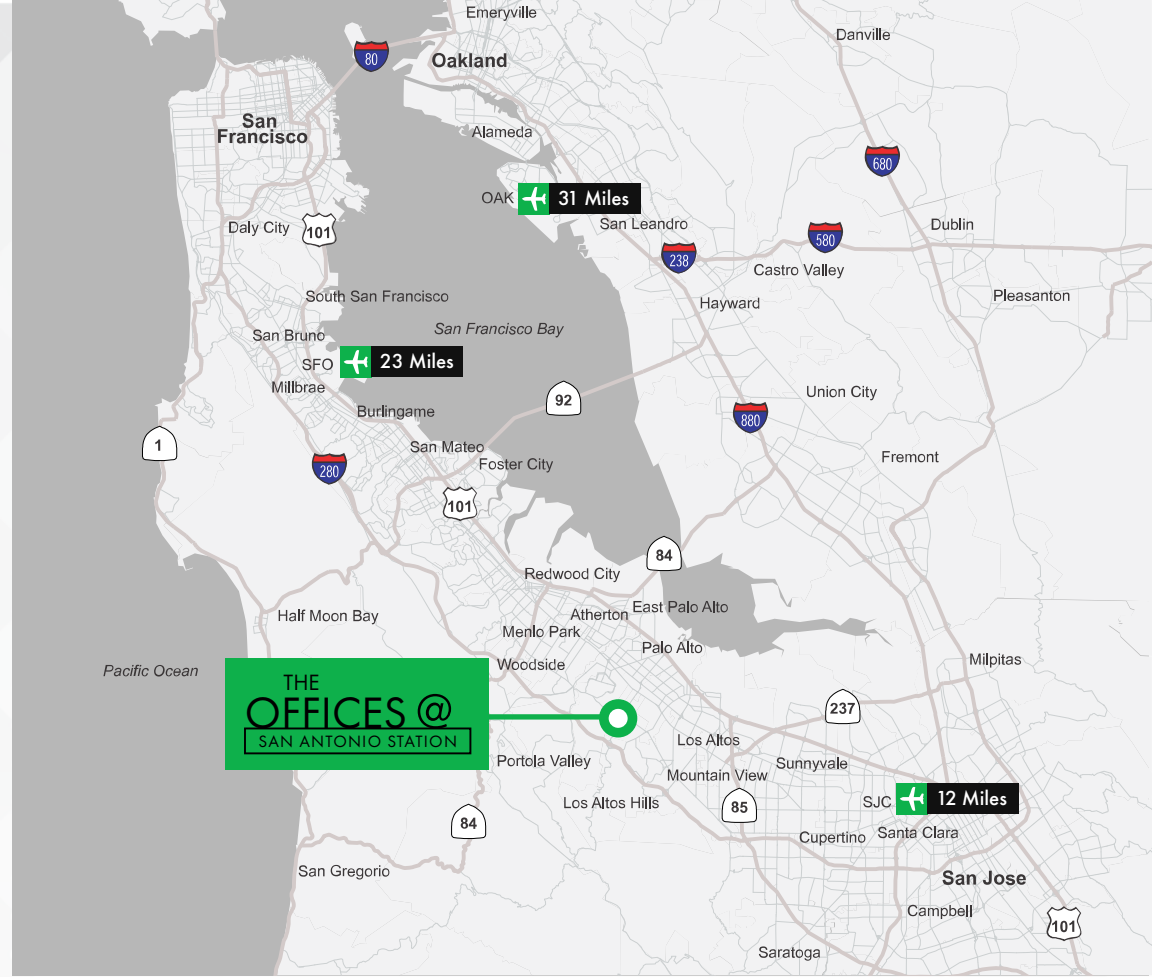 Emeryville
Danville
80
Oakland
San
Francisco
Alameda
680
OAK
31 Miles
San Leandro
Daly City
101
Dublin
580
238
Castro Valley
South San Francisco
Hayward
Pleasanton
San Bruno
San Francisco Bay
SFO
23 Miles
Millbrae
Union City
92
Burlingame
880
1
San Mateo
Foster City
Fremont
280
101
84
Redwood City
East Palo Alto
Half Moon Bay
Atherton
Menlo Park
Palo Alto
Milpitas
Woodside
Pacific Ocean
THE
OFFICES @
SAN ANTONIO STATION
237
Los Altos
Portola Valley
Sunnyvale
Mountain View
Los Altos Hills
SJC
12 Miles
85
84
Cupertino
Santa Clara
San Gregorio
San Jose
Campbell
101
Saratoga